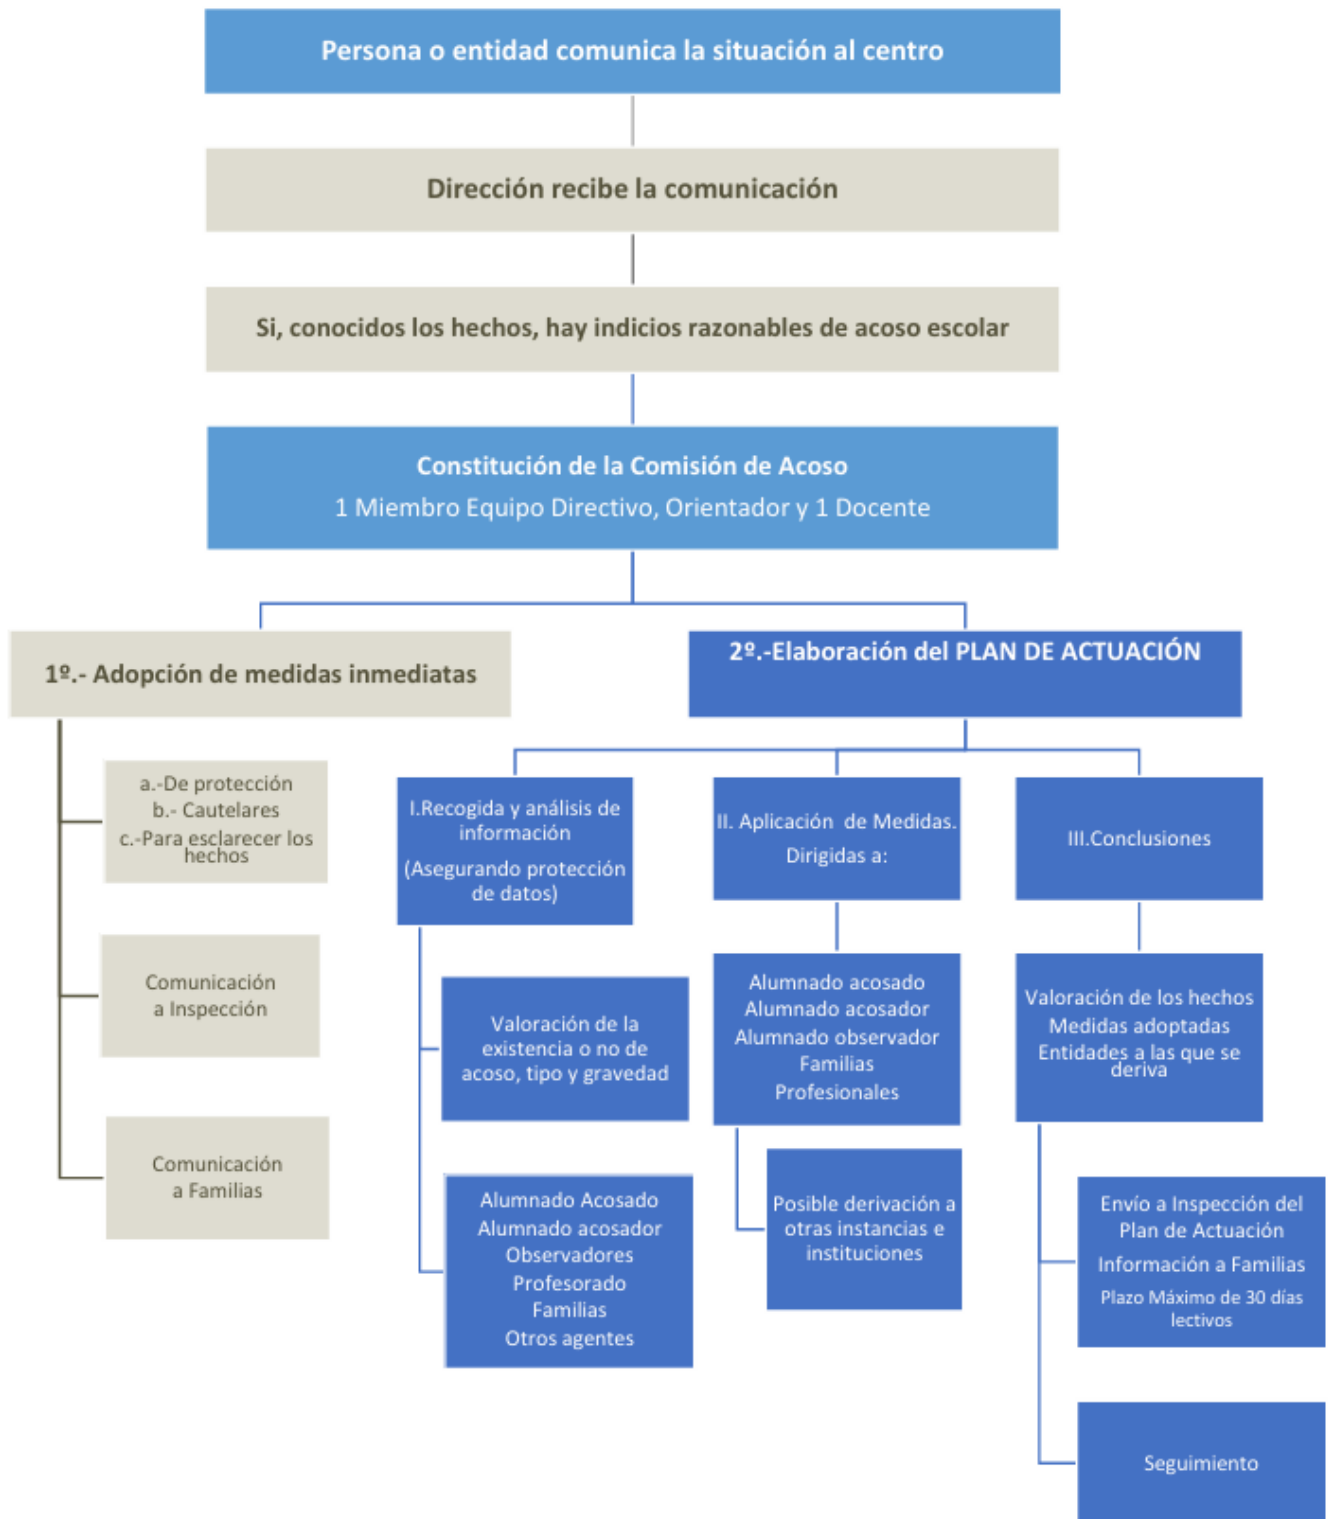 Persona o entidad comunica la situación al centro
Dirección recibe la comunicación
Si, conocidos los hechos, hay indicios razonables de acoso escolar
Constitución de la Comisión de Acoso
1 Miembro Equipo Directivo, Orientador y 1 Docente
1º.- Adopción de medidas inmediatas
a.-De protección
b.- Cautelares
c.-Para esclarecer los
hechos
Comunicación
a Inspección
Comunicación
a Familias
2º.-Elaboración del PLAN DE ACTUACIÓN
I.Recogida y análisis de
información
(Asegurando protección
de datos)
Valoración de la
existencia o no de
acoso, tipo y gravedad
Alumnado Acosado
Alumnado acosador
Observadores
Profesorado
Familias
Otros agentes
II. Aplicación de Medidas.
Dirigidas a:
Alumnado acosado
Alumnado acosador
Alumnado observador
Familias
Profesionales
Posible derivación a
otras instancias e
instituciones
III.Conclusiones
Valoración de los hechos
Medidas adoptadas
Entidades a las que se
deriva
Envío a Inspección del
Plan de Actuación
Información a Familias
Plazo Máximo de 30 días
lectivos
Seguimiento